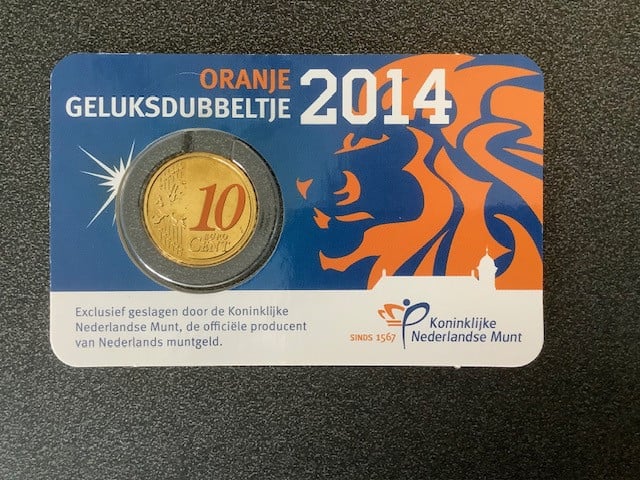 ORANJE
GELUKSDUBBELTJE 2014
10
EURO
CENT
Exclusief geslagen door de Koninklijke
Nederlandse Munt, de officiële producent
van Nederlands muntgeld.
SINDS 1567
Koninklijke
Nederlandse Munt